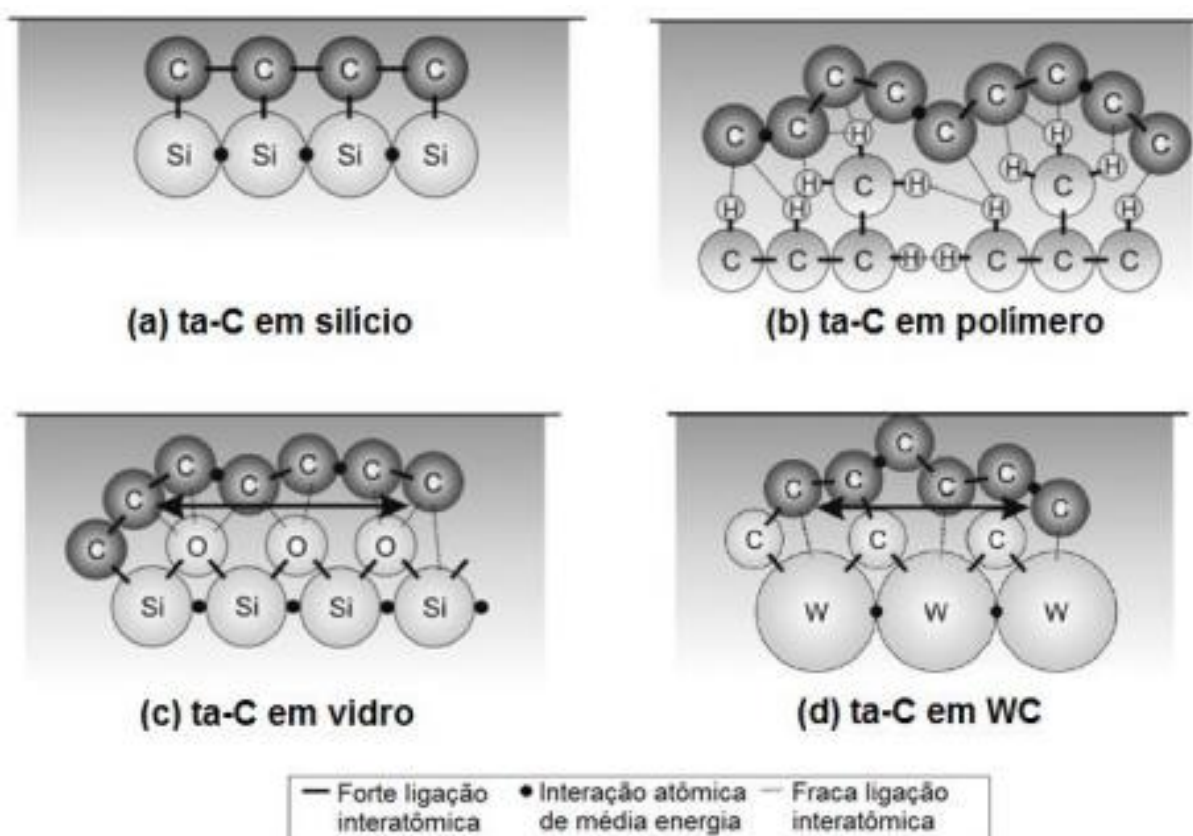 C C C C
Si Si Si Si
(a) ta-C em silício
C C C C C C C C C C
H H
H C H H C H
H H H H
C C C H H C C C
(b) ta-C em polímero
C C C C C C C C
O O O
Si Si Si Si
(c) ta-C em vidro
C C C C C C
C C C
W W W
(d) ta-C em WC
Forte ligação
interatômica
Interação atômica
de média energia
Fraca ligação
interatômica